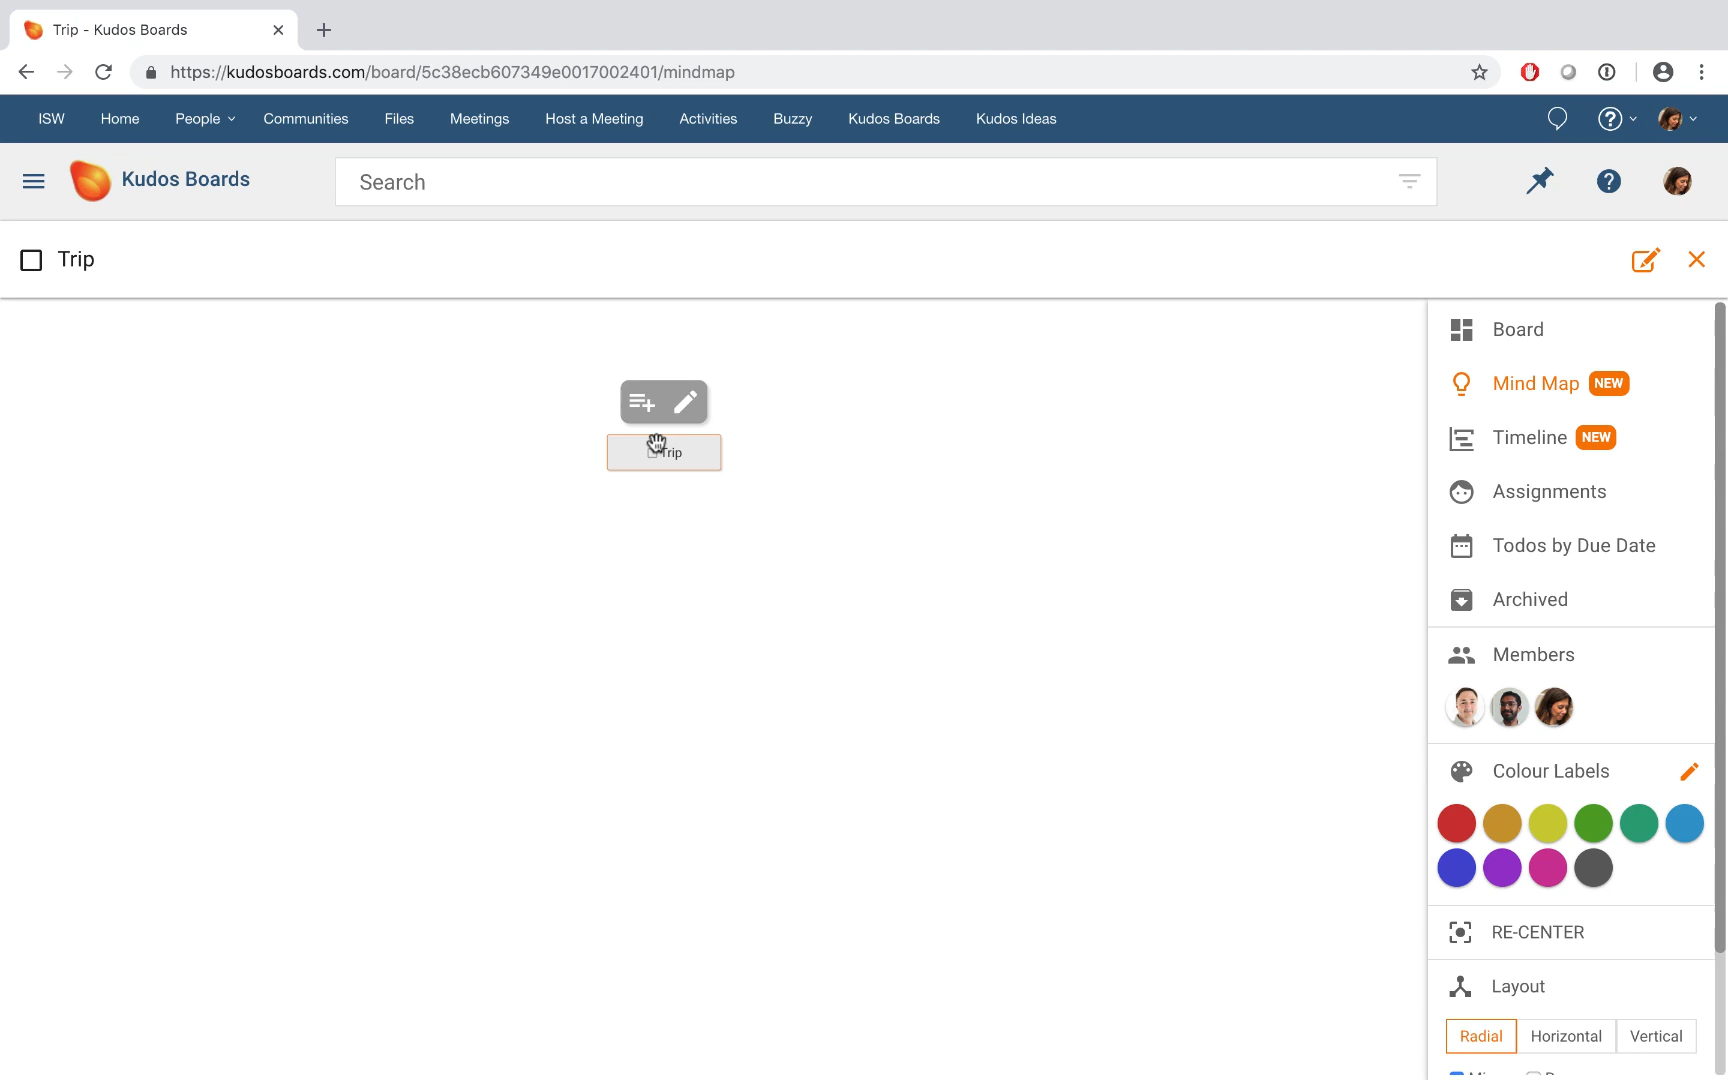 Trip - Kudos Boards
https://kudosboards.com/board/5c38ecb607349e0017002401/mindmap
ISW Home People Communities Files Meetings Host a Meeting Activities Buzzy Kudos Boards Kudos Ideas
Kudos Boards
Search
Trip
Board
Mind Map NEW
Trip
Timeline NEW
Assignments
Todos by Due Date
Archived
Members
Colour Labels
RE-CENTER
Layout
Radial Horizontal Vertical